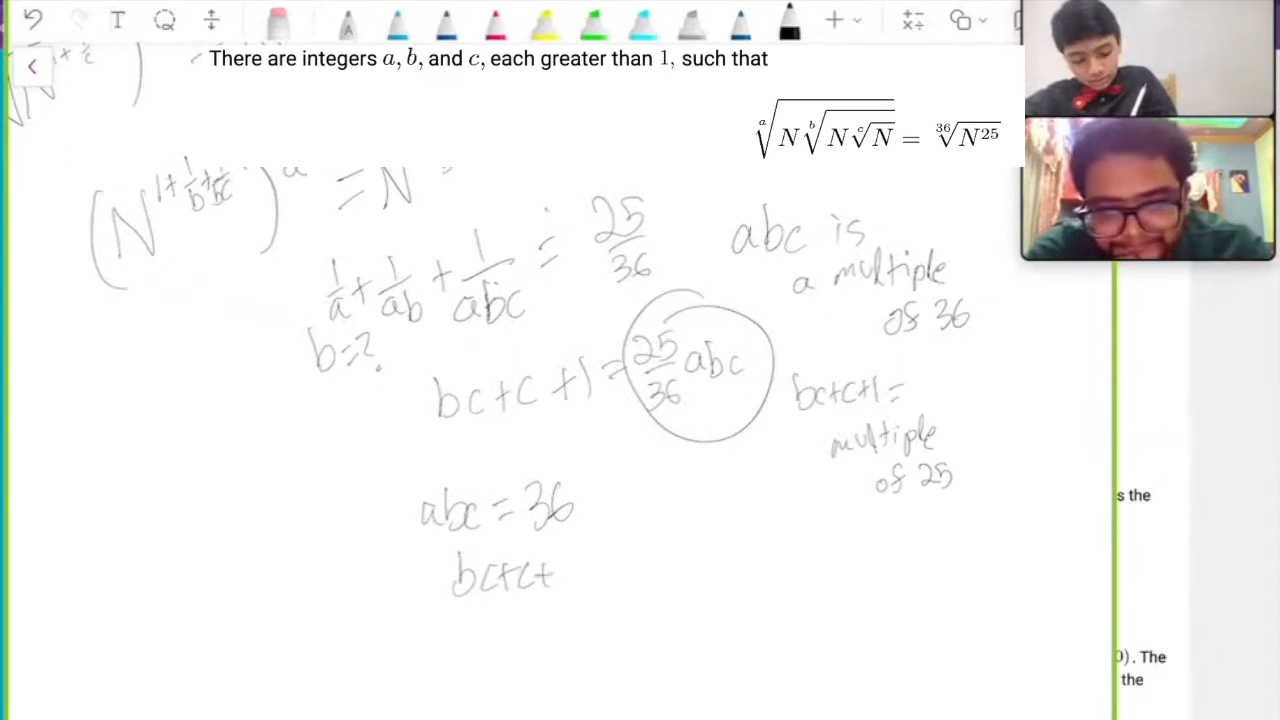 There are integers a, b, and c, each greater than 1, such that
ᵃ√(N ᵇ√(N ᶜ√N)) = ³⁶√(N²⁵)
(N^(1+1/b+1/bc))^a = N
1/a + 1/ab + 1/abc = 25/36
b=?
bc+c+1 = 25/36 abc
abc is
a multiple
of 36
bc+c+1=
multiple
of 25
abc = 36
bc+c+
s the
0). The
the